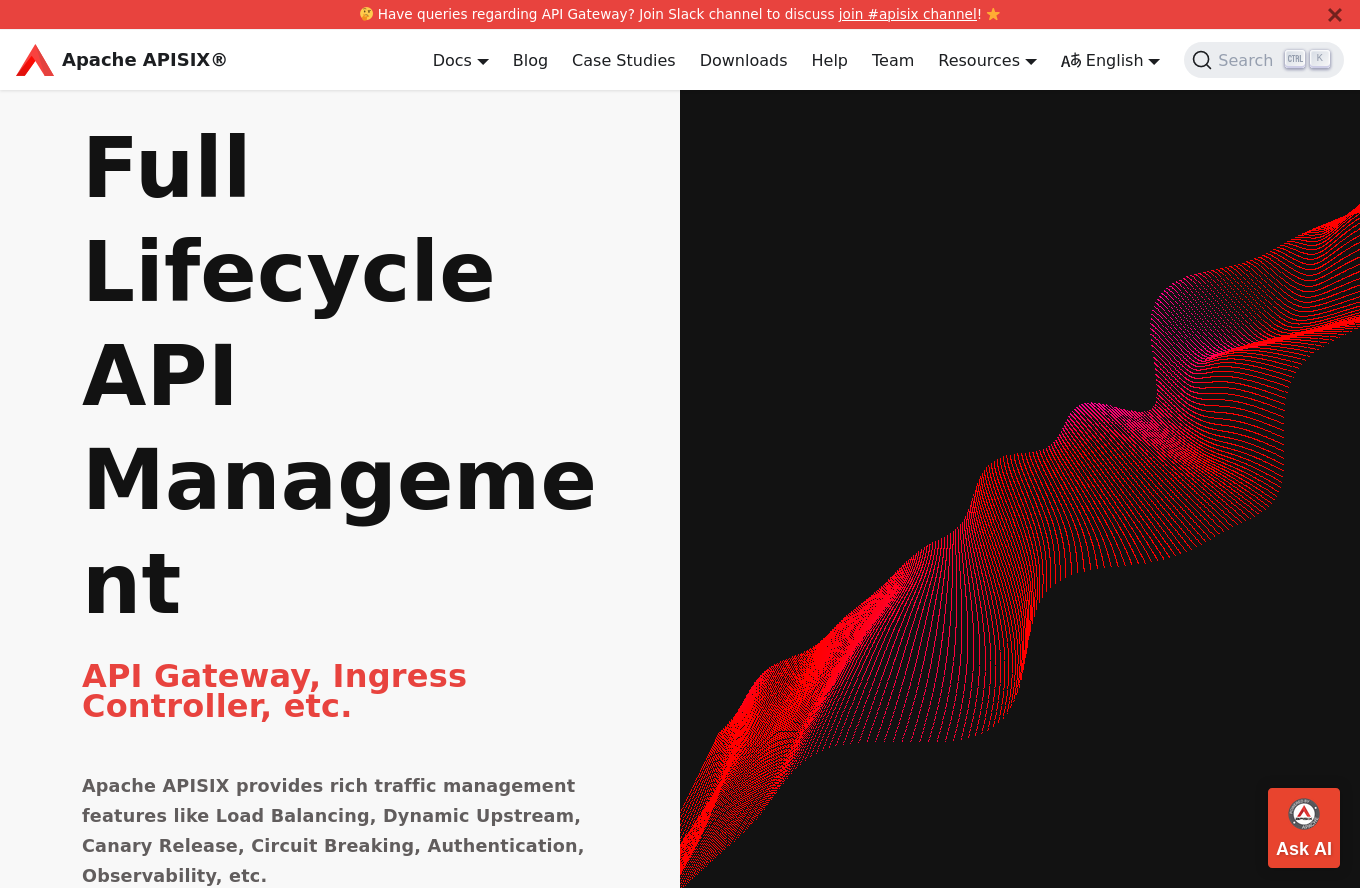 🤔 Have queries regarding API Gateway? Join Slack channel to discuss join #apisix channel! ⭐
Apache APISIX®
Docs
Blog
Case Studies
Downloads
Help
Team
Resources
English
Search
CTRL
K
Full
Lifecycle
API
Manageme
nt
API Gateway, Ingress
Controller, etc.
Apache APISIX provides rich traffic management
features like Load Balancing, Dynamic Upstream,
Canary Release, Circuit Breaking, Authentication,
Observability, etc.
Ask AI